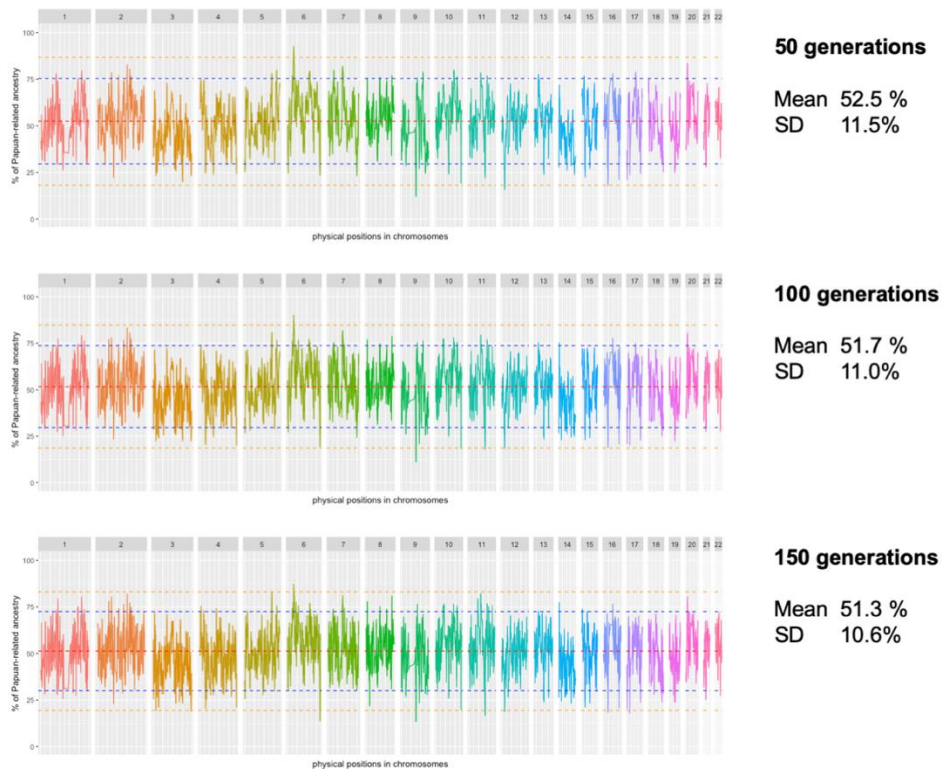 1 2 3 4 5 6 7 8 9 10 11 12 13 14 15 16 17 18 19 20 21 22
100
75
50
25
0
% of Papuan-related ancestry
physical positions in chromosomes
50 generations
Mean 52.5 %
SD 11.5%
1 2 3 4 5 6 7 8 9 10 11 12 13 14 15 16 17 18 19 20 21 22
100
75
50
25
0
% of Papuan-related ancestry
physical positions in chromosomes
100 generations
Mean 51.7 %
SD 11.0%
1 2 3 4 5 6 7 8 9 10 11 12 13 14 15 16 17 18 19 20 21 22
100
75
50
25
0
% of Papuan-related ancestry
physical positions in chromosomes
150 generations
Mean 51.3 %
SD 10.6%